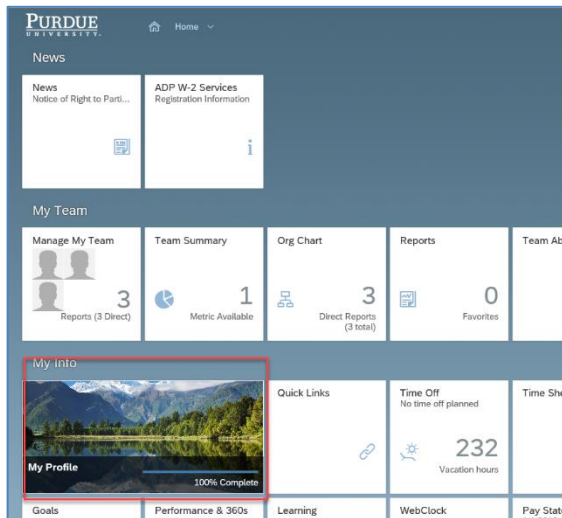 PURDUE
UNIVERSITY.
Home
News
News
Notice of Right to Parti...
ADP W-2 Services
Registration Information
i
My Team
Manage My Team
3
Reports (3 Direct)
Team Summary
1
Metric Available
Org Chart
3
Direct Reports
(3 total)
Reports
0
Favorites
Team Ab
My Info
My Profile
100% Complete
Quick Links
Time Off
No time off planned
232
Vacation hours
Time She
Goals
Performance & 360s
Learning
WebClock
Pay State